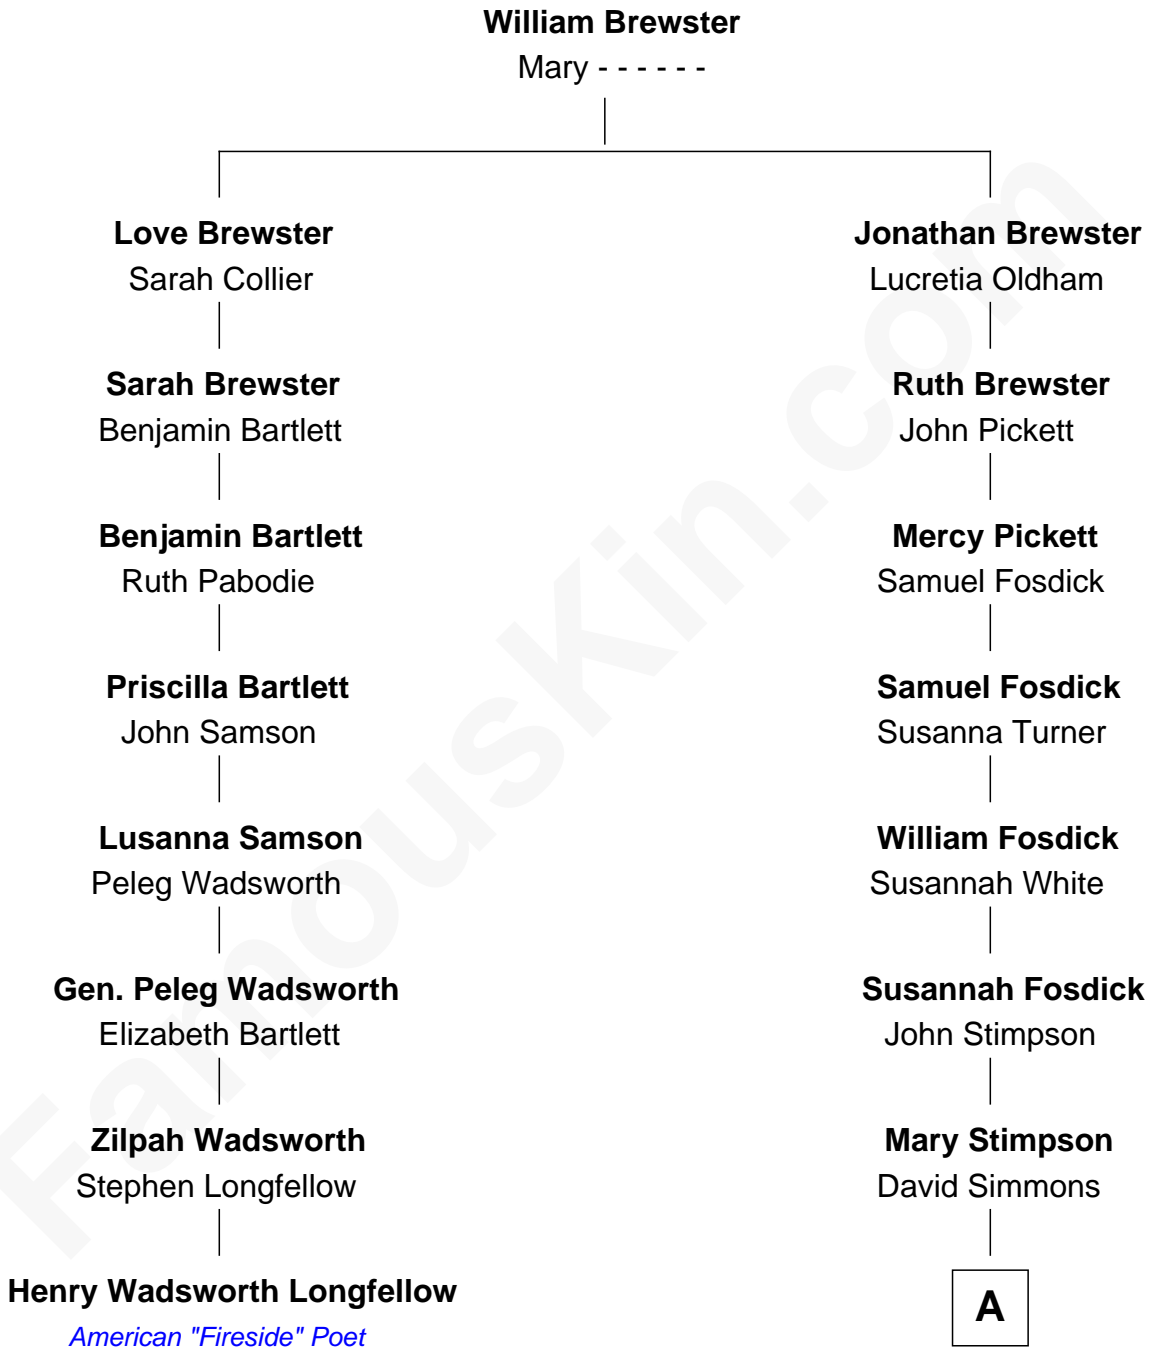 William Brewster
Mary - - - - - -
Love Brewster
Sarah Collier
Jonathan Brewster
Lucretia Oldham
Sarah Brewster
Benjamin Bartlett
Ruth Brewster
John Pickett
Benjamin Bartlett
Ruth Pabodie
Mercy Pickett
Samuel Fosdick
Priscilla Bartlett
John Samson
Samuel Fosdick
Susanna Turner
Lusanna Samson
Peleg Wadsworth
William Fosdick
Susannah White
Gen. Peleg Wadsworth
Elizabeth Bartlett
Susannah Fosdick
John Stimpson
Zilpah Wadsworth
Stephen Longfellow
Mary Stimpson
David Simmons
Henry Wadsworth Longfellow
American "Fireside" Poet
A
FamousKin.com